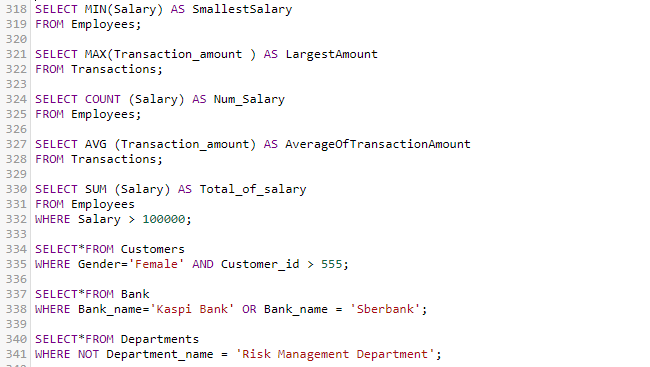 318 SELECT MIN(Salary) AS SmallestSalary
319 FROM Employees;
320
321 SELECT MAX(Transaction_amount ) AS LargestAmount
322 FROM Transactions;
323
324 SELECT COUNT (Salary) AS Num_Salary
325 FROM Employees;
326
327 SELECT AVG (Transaction_amount) AS AverageOfTransactionAmount
328 FROM Transactions;
329
330 SELECT SUM (Salary) AS Total_of_salary
331 FROM Employees
332 WHERE Salary > 100000;
333
334 SELECT*FROM Customers
335 WHERE Gender='Female' AND Customer_id > 555;
336
337 SELECT*FROM Bank
338 WHERE Bank_name='Kaspi Bank' OR Bank_name = 'Sberbank';
339
340 SELECT*FROM Departments
341 WHERE NOT Department_name = 'Risk Management Department';